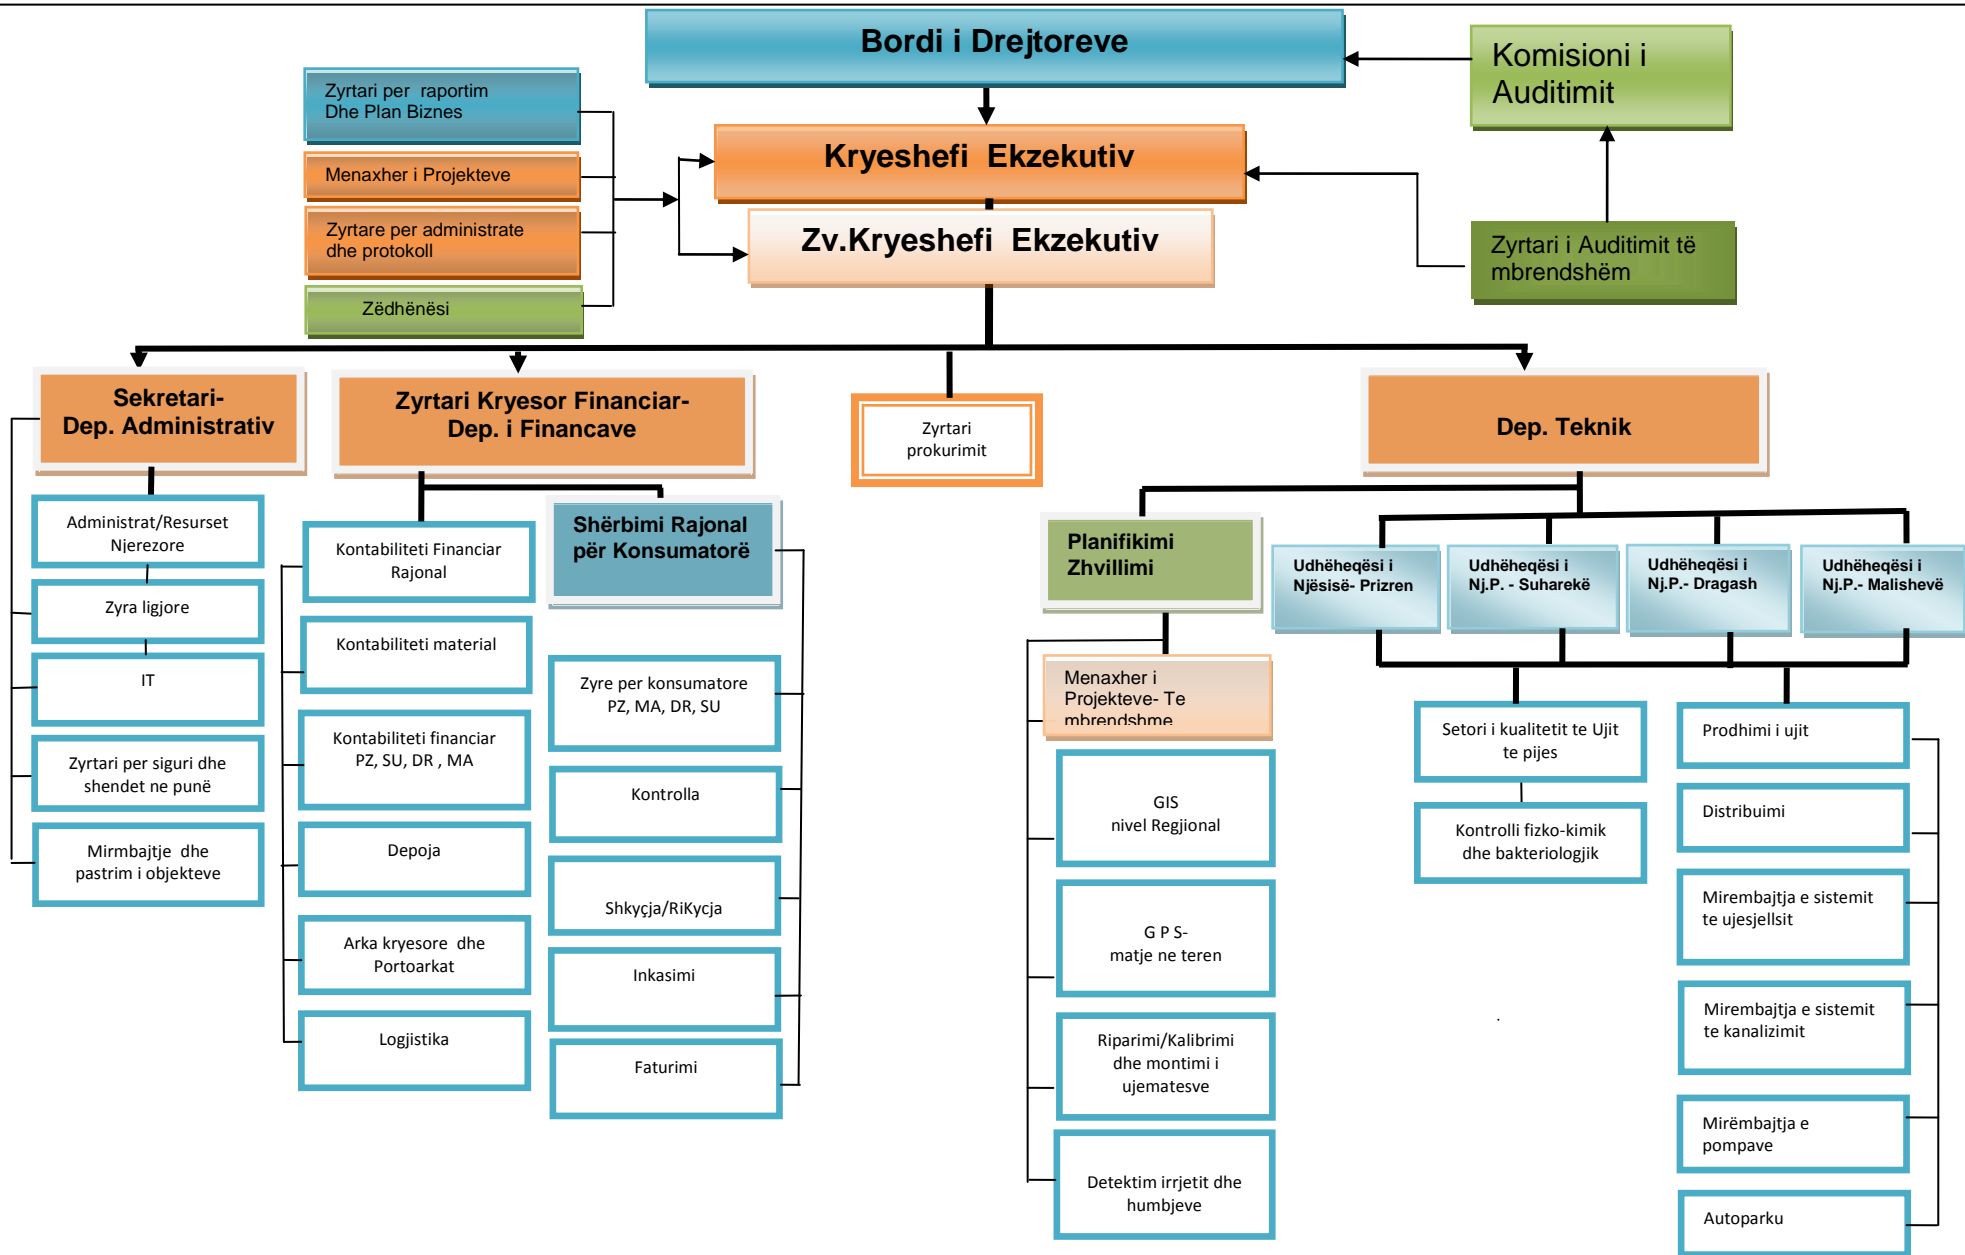 Bordi i Drejtoreve
Komisioni i
Auditimit
Zyrtari per raportim
Dhe Plan Biznes
Kryeshefi Ekzekutiv
Menaxher i Projekteve
Zyrtare per administrate
dhe protokoll
Zv.Kryeshefi Ekzekutiv
Zyrtari i Auditimit të
mbrendshëm
Zëdhënësi
Sekretari-
Dep. Administrativ
Zyrtari Kryesor Financiar-
Dep. i Financave
Zyrtari
prokurimit
Dep. Teknik
Administrat/Resurset
Njerezore
Zyra ligjore
IT
Zyrtari per siguri dhe
shendet ne punë
Mirmbajtje dhe
pastrim i objekteve
Kontabiliteti Financiar
Rajonal
Kontabiliteti material
Kontabiliteti financiar
PZ, SU, DR , MA
Depoja
Arka kryesore dhe
Portoarkat
Logjistika
Shërbimi Rajonal
për Konsumatorë
Zyre per konsumatore
PZ, MA, DR, SU
Kontrolla
Shkyçja/RiKycja
Inkasimi
Faturimi
Planifikimi
Zhvillimi
Menaxher i
Projekteve- Te
mbrendshme
GIS
nivel Regjional
G P S-
matje ne teren
Riparimi/Kalibrimi
dhe montimi i
ujematesve
Detektim irrjetit dhe
humbjeve
Udhëheqësi i
Njësisë- Prizren
Udhëheqësi i
Nj.P. - Suharekë
Udhëheqësi i
Nj.P.- Dragash
Udhëheqësi i
Nj.P.- Malishevë
Setori i kualitetit te Ujit
te pijes
Kontrolli fizko-kimik
dhe bakteriologjik
Prodhimi i ujit
Distribuimi
Mirembajtja e sistemit
te ujesjellsit
Mirembajtja e sistemit
te kanalizimit
Mirëmbajtja e
pompave
Autoparku